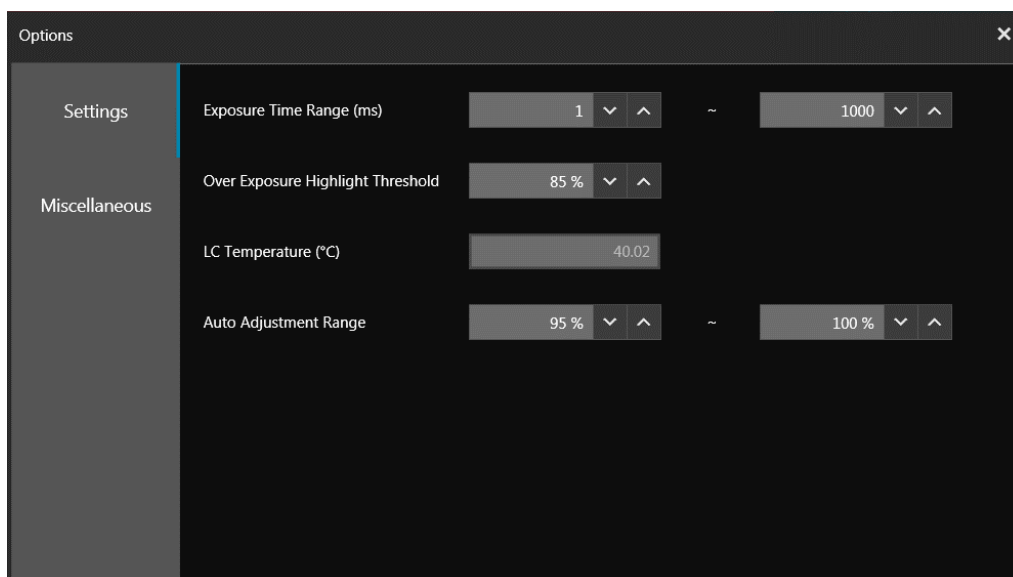 Options
Settings
Miscellaneous
Exposure Time Range (ms) 1 ~ 1000
Over Exposure Highlight Threshold 85 %
LC Temperature (°C) 40.02
Auto Adjustment Range 95 % ~ 100 %